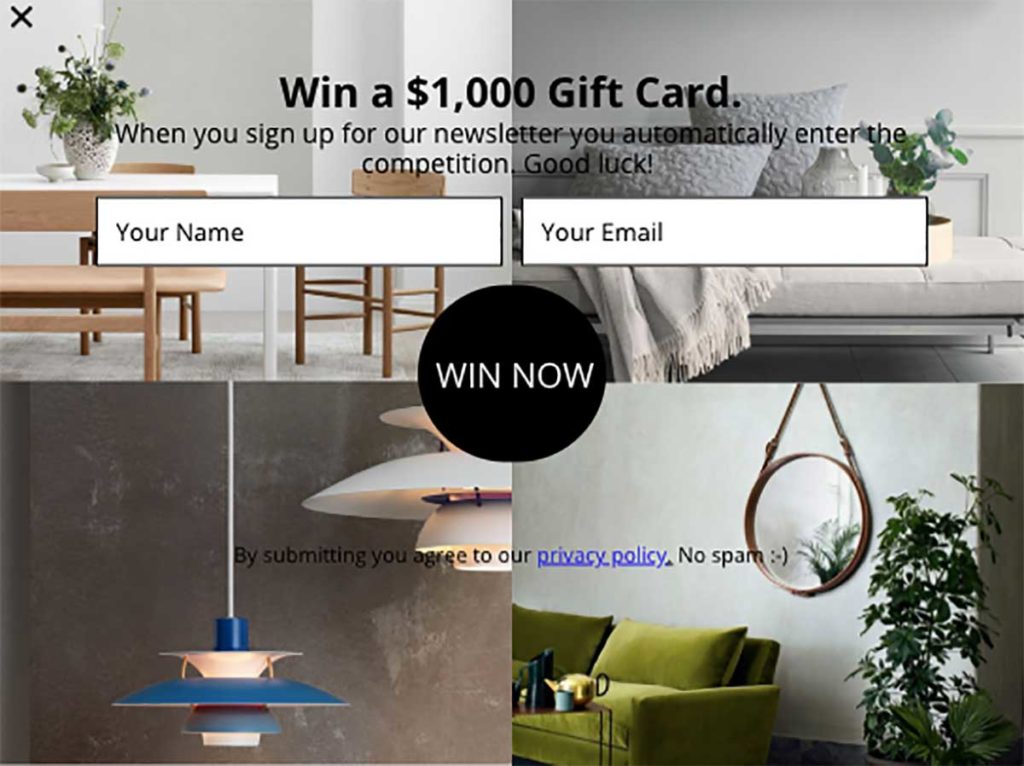 Win a $1,000 Gift Card.
When you sign up for our newsletter you automatically enter the
competition. Good luck!
Your Name
Your Email
WIN NOW
By submitting you agree to our privacy policy. No spam :-)